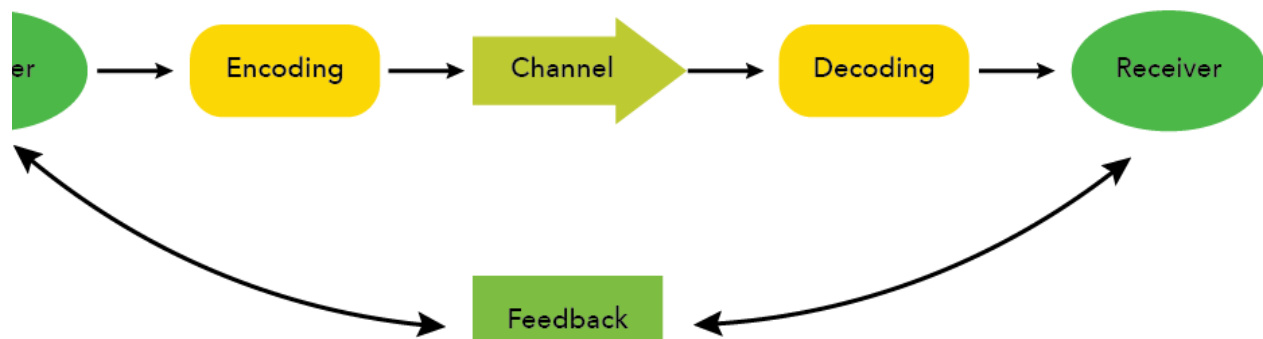 er
Encoding
Channel
Decoding
Receiver
Feedback